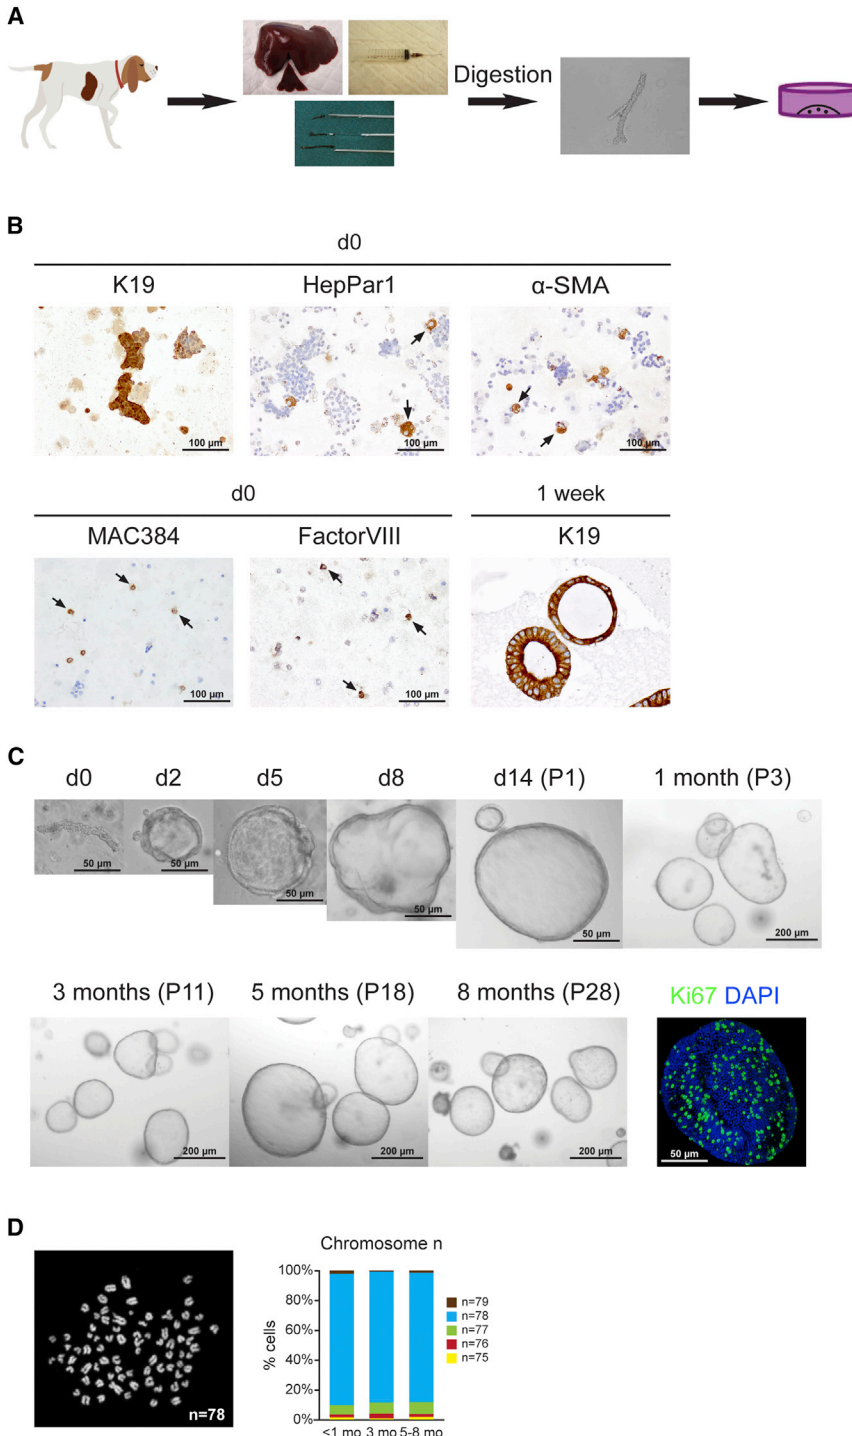 A
Digestion
B
d0
K19 HepPar1 α-SMA
100 µm 100 µm 100 µm
d0 1 week
MAC384 FactorVIII K19
100 µm 100 µm
C
d0 d2 d5 d8 d14 (P1) 1 month (P3)
50 µm 50 µm 50 µm 50 µm 50 µm 200 µm
3 months (P11) 5 months (P18) 8 months (P28) Ki67 DAPI
200 µm 200 µm 200 µm 50 µm
D
n=78
Chromosome n
% cells
100%
80%
60%
40%
20%
0%
<1 mo 3 mo 5-8 mo
n=79
n=78
n=77
n=76
n=75